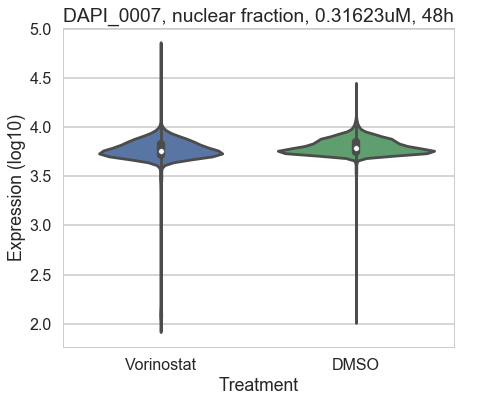 DAPI_0007, nuclear fraction, 0.31623uM, 48h
Expression (log10)
5.0
4.5
4.0
3.5
3.0
2.5
2.0
Vorinostat DMSO
Treatment